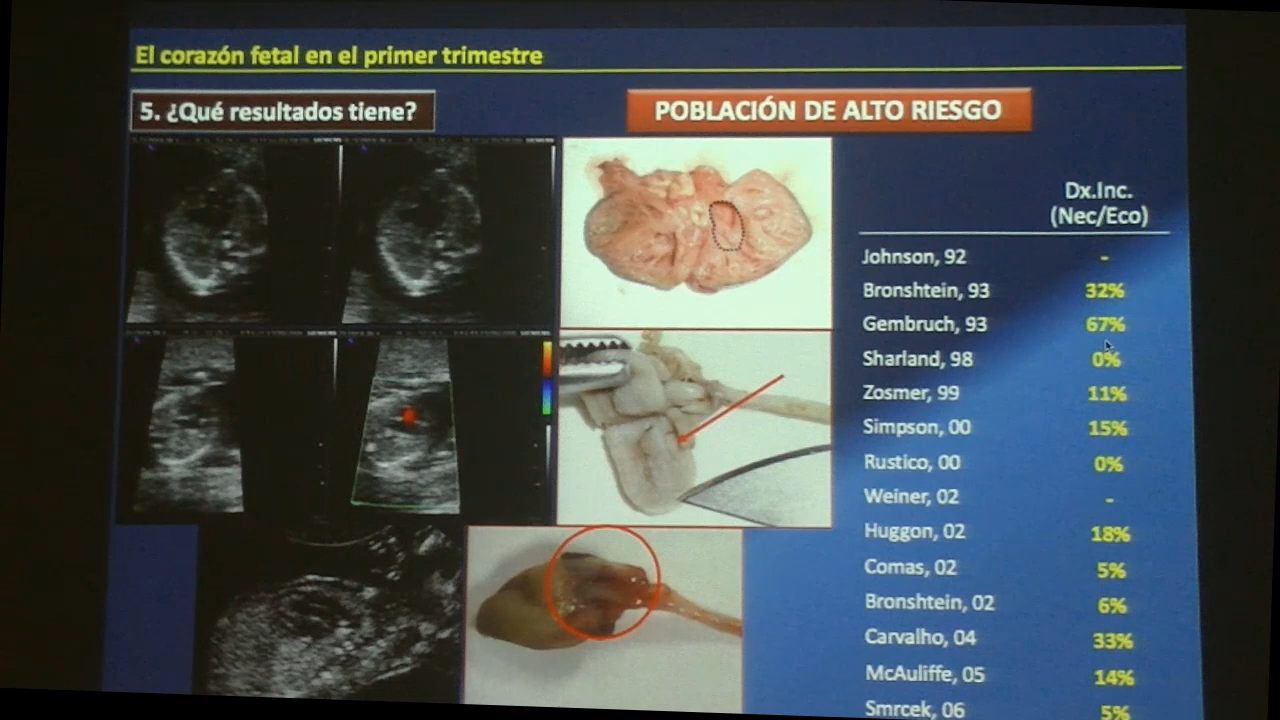 El corazón fetal en el primer trimestre
5. ¿Qué resultados tiene?
POBLACIÓN DE ALTO RIESGO
Dx.Inc.
(Nec/Eco)
Johnson, 92 -
Bronshtein, 93 32%
Gembruch, 93 67%
Sharland, 98 0%
Zosmer, 99 11%
Simpson, 00 15%
Rustico, 00 0%
Weiner, 02 -
Huggon, 02 18%
Comas, 02 5%
Bronshtein, 02 6%
Carvalho, 04 33%
McAuliffe, 05 14%
Smrcek, 06 5%